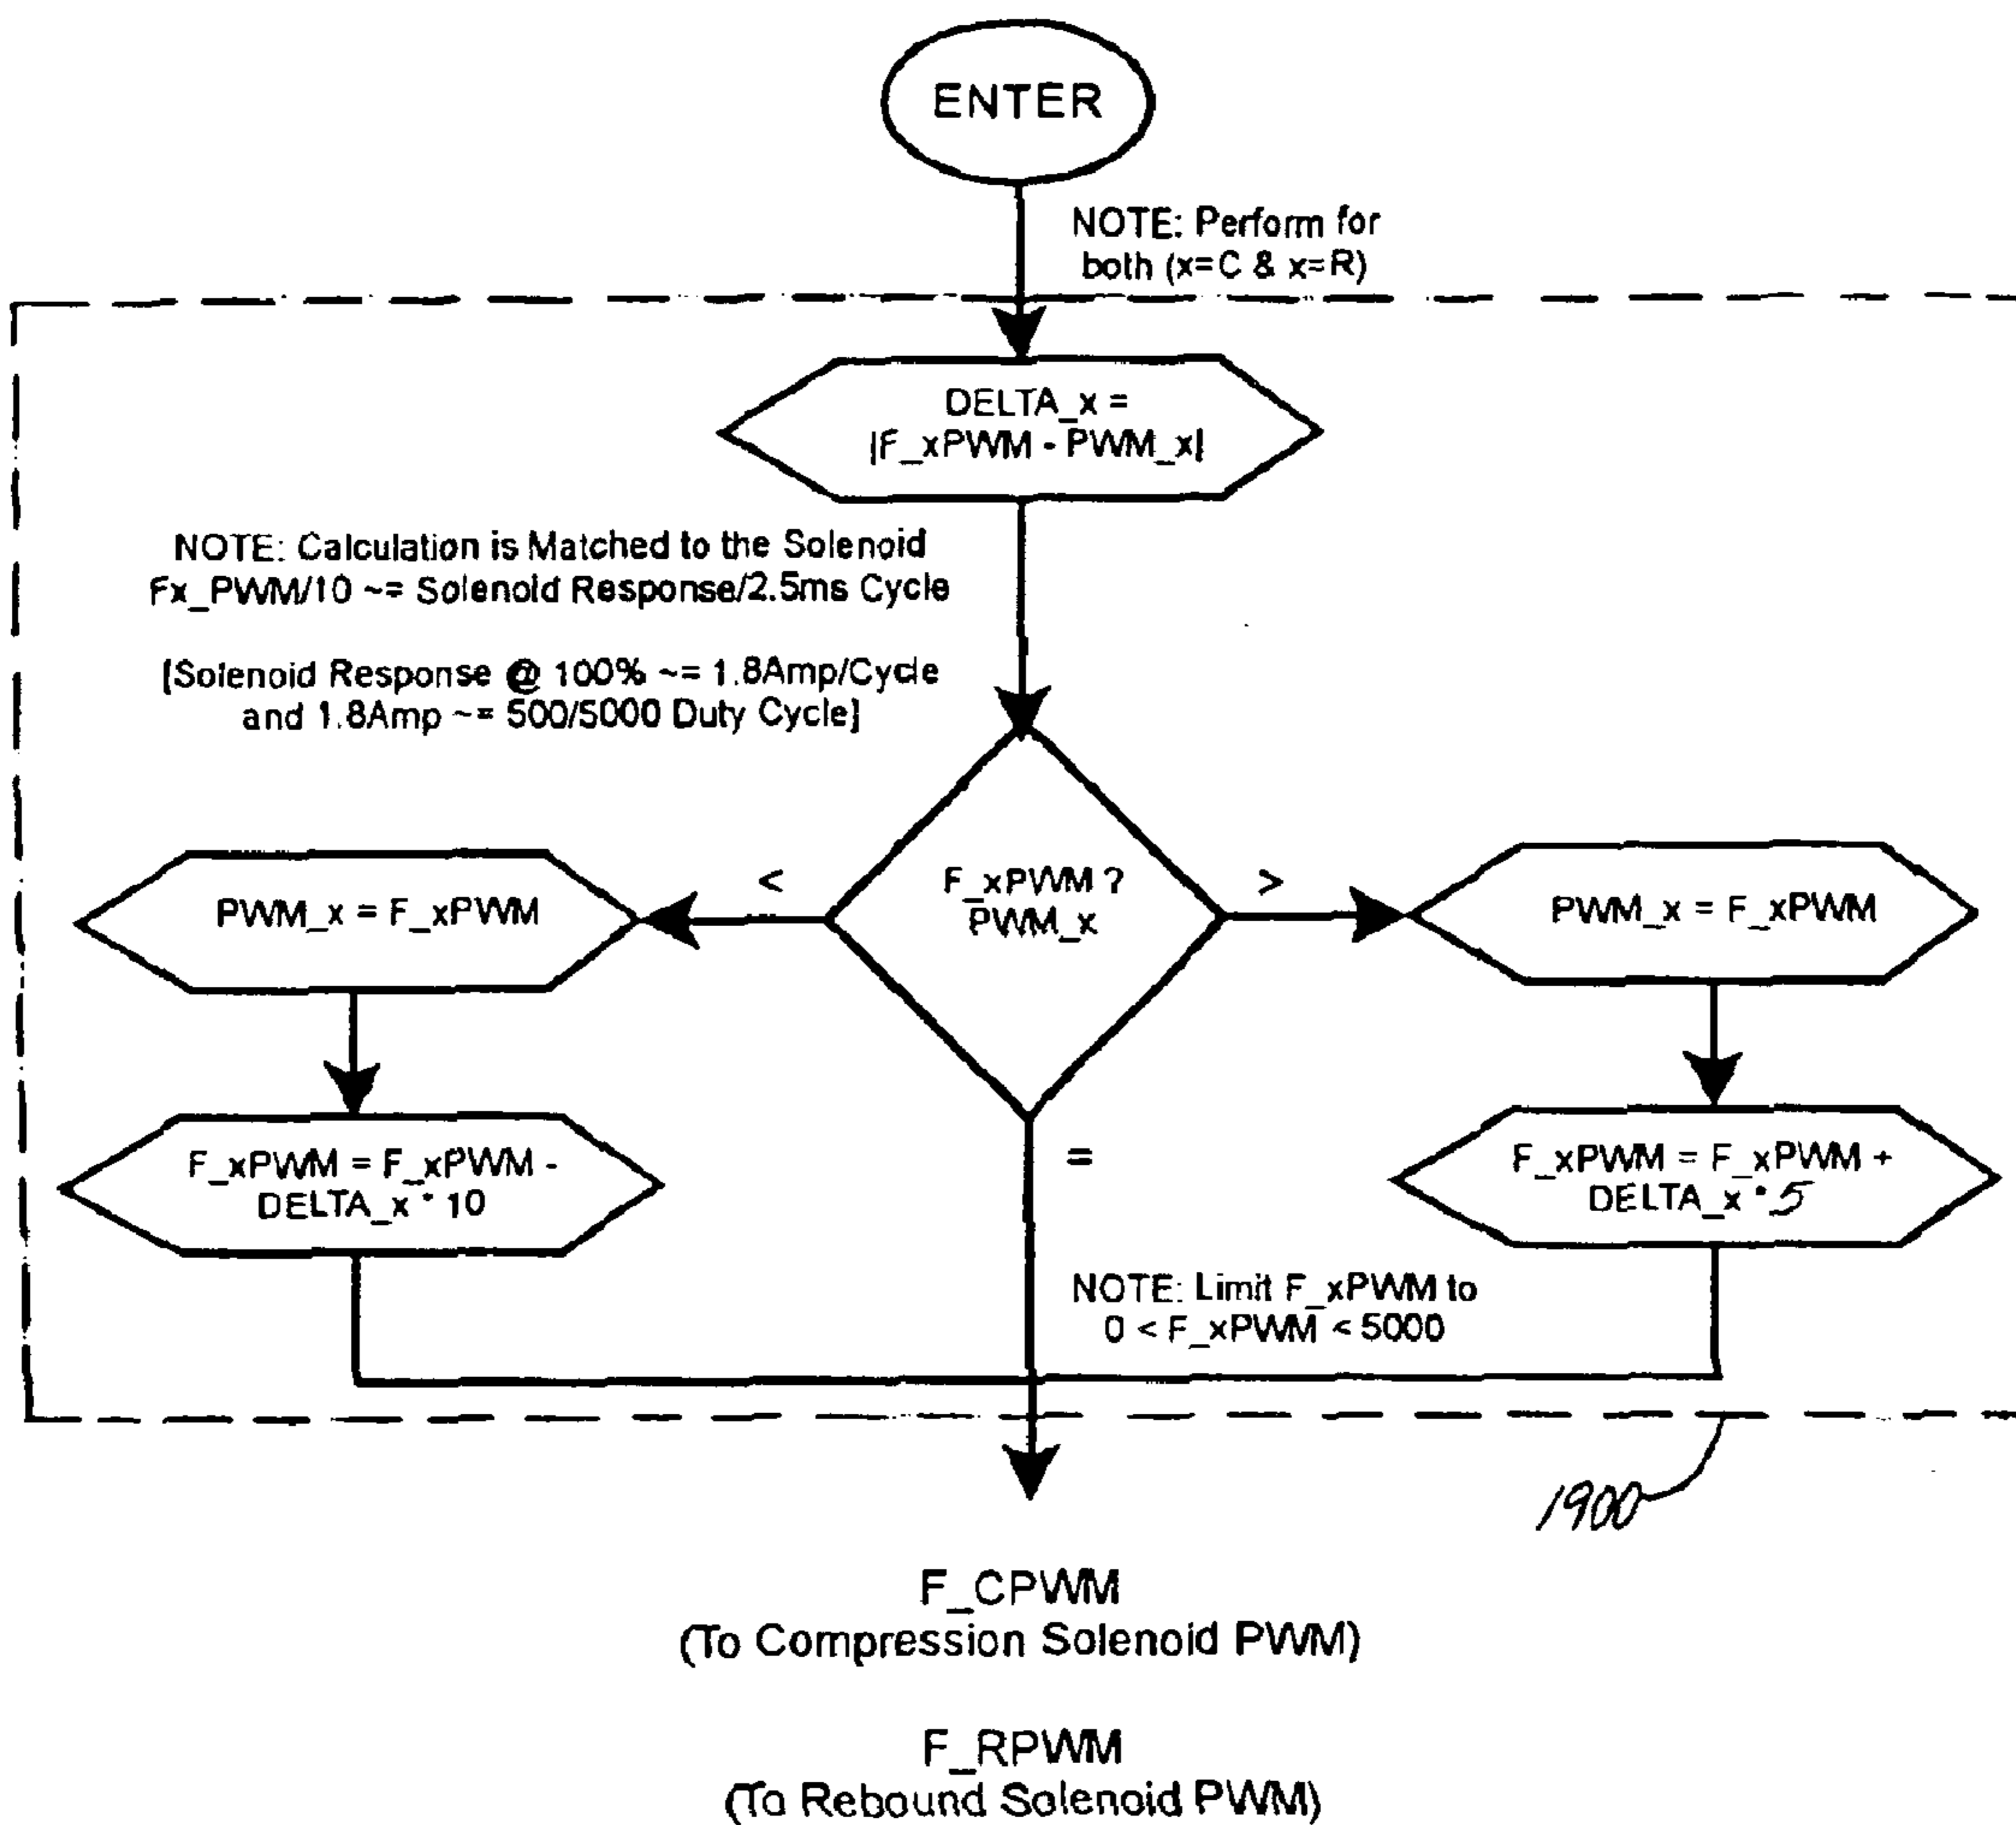 ENTER
NOTE: Perform for
both (x=C & x=R)
DELTA_x =
|F_xPWM - PWM_x|
NOTE: Calculation is Matched to the Solenoid
Fx_PWM/10 ~= Solenoid Response/2.5ms Cycle
[Solenoid Response @ 100% ~= 1.8Amp/Cycle
and 1.8Amp ~= 500/5000 Duty Cycle]
PWM_x = F_xPWM
<
F_xPWM ?
PWM_x
>
PWM_x = F_xPWM
F_xPWM = F_xPWM -
DELTA_x * 10
=
F_xPWM = F_xPWM +
DELTA_x * 5
NOTE: Limit F_xPWM to
0 < F_xPWM < 5000
1900
F_CPWM
(To Compression Solenoid PWM)
F_RPWM
(To Rebound Solenoid PWM)